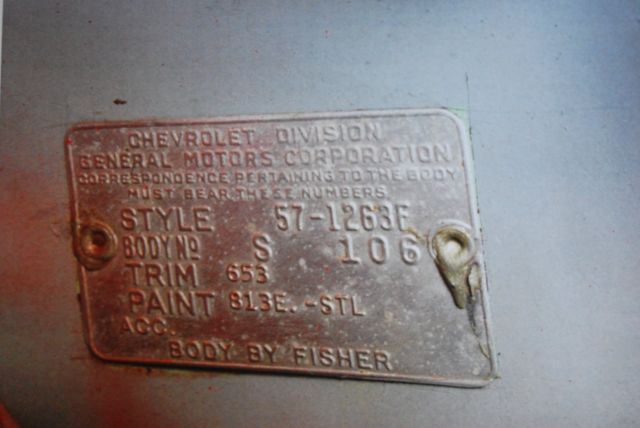 CHEVROLET DIVISION
GENERAL MOTORS CORPORATION
CORRESPONDENCE PERTAINING TO THE BODY
MUST BEAR THESE NUMBERS
STYLE 57-1263F
BODY Nº S 106
TRIM 653
PAINT 813E.-STL
ACC.
BODY BY FISHER